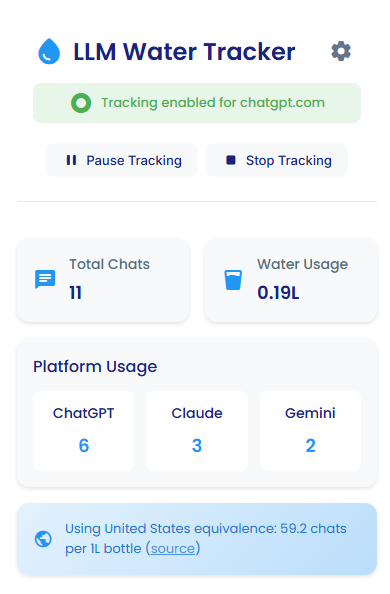 LLM Water Tracker
Tracking enabled for chatgpt.com
Pause Tracking
Stop Tracking
Total Chats
11
Water Usage
0.19L
Platform Usage
ChatGPT
6
Claude
3
Gemini
2
Using United States equivalence: 59.2 chats
per 1L bottle (source)